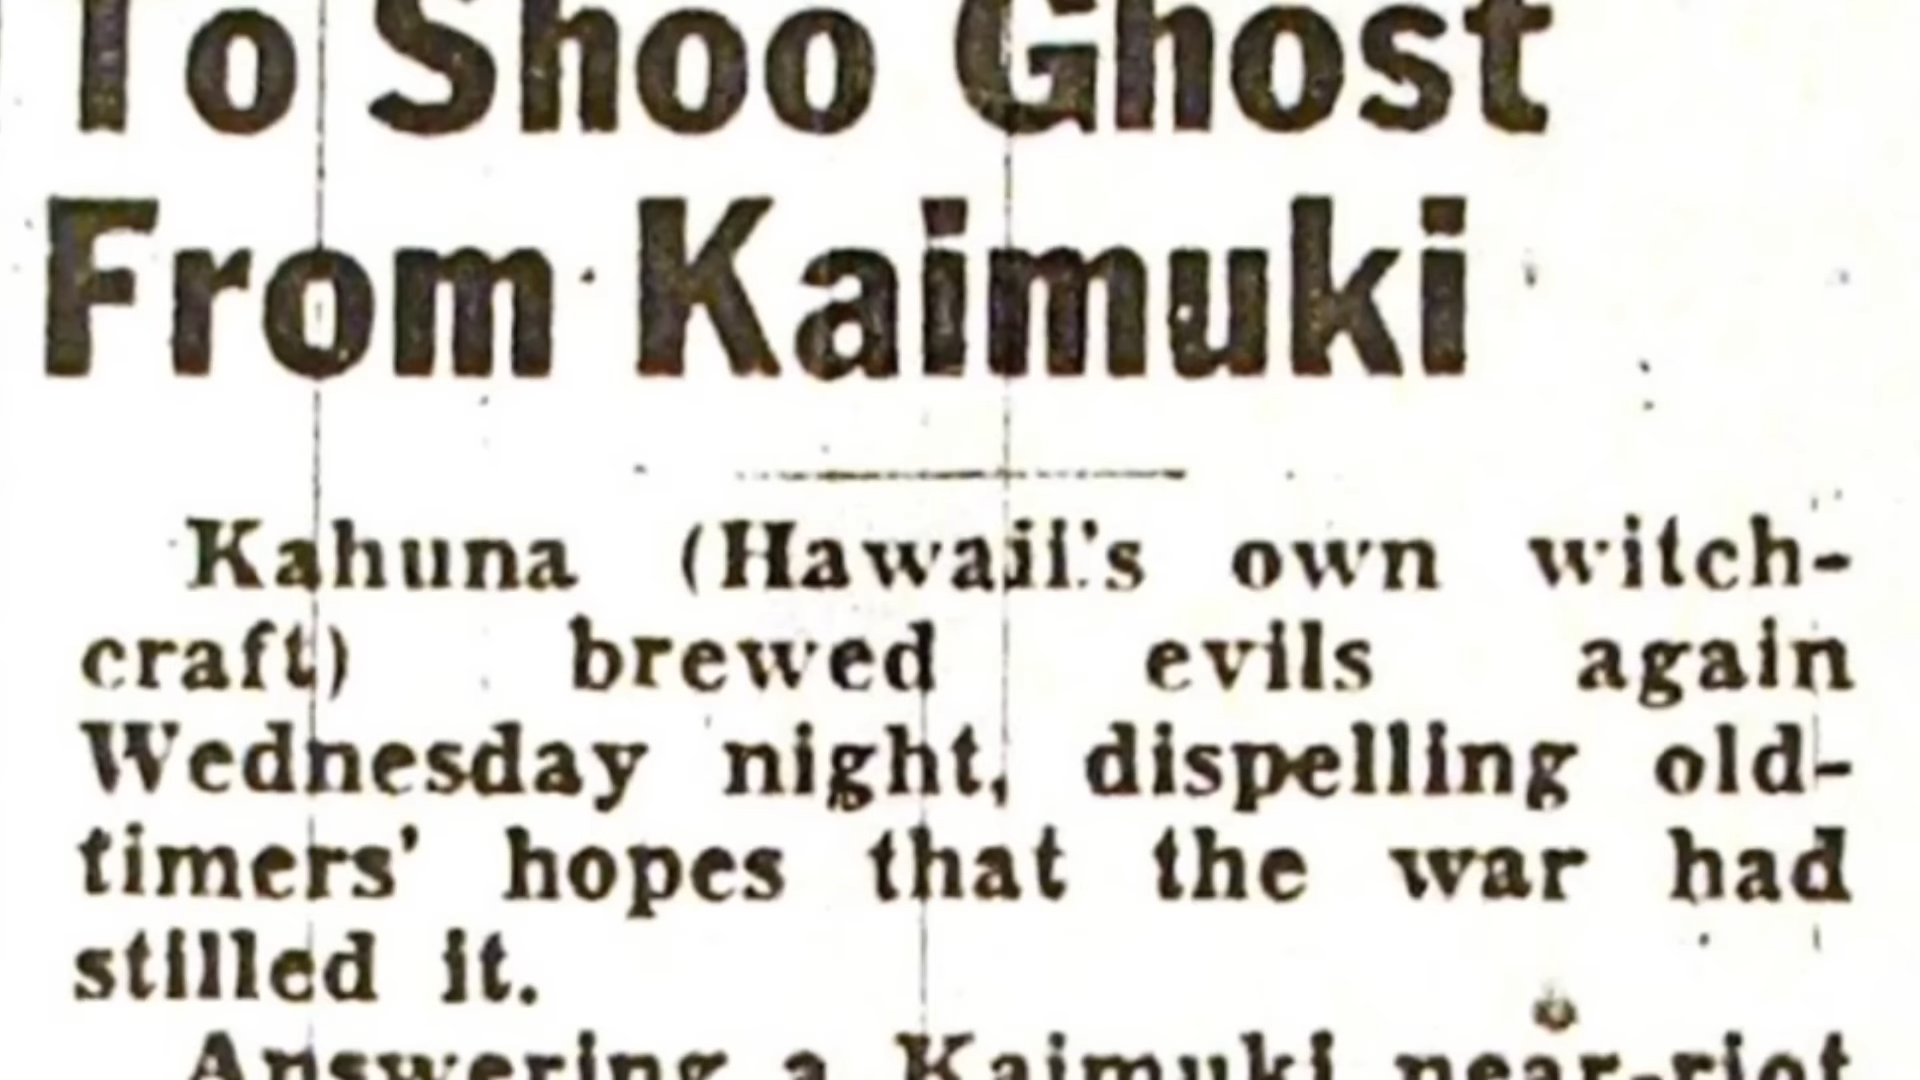 To Shoo Ghost
From Kaimuki
Kahuna (Hawaii's own witch-
craft) brewed evils again
Wednesday night, dispelling old-
timers' hopes that the war had
stilled it.
Answering a Kaimuki near-riot